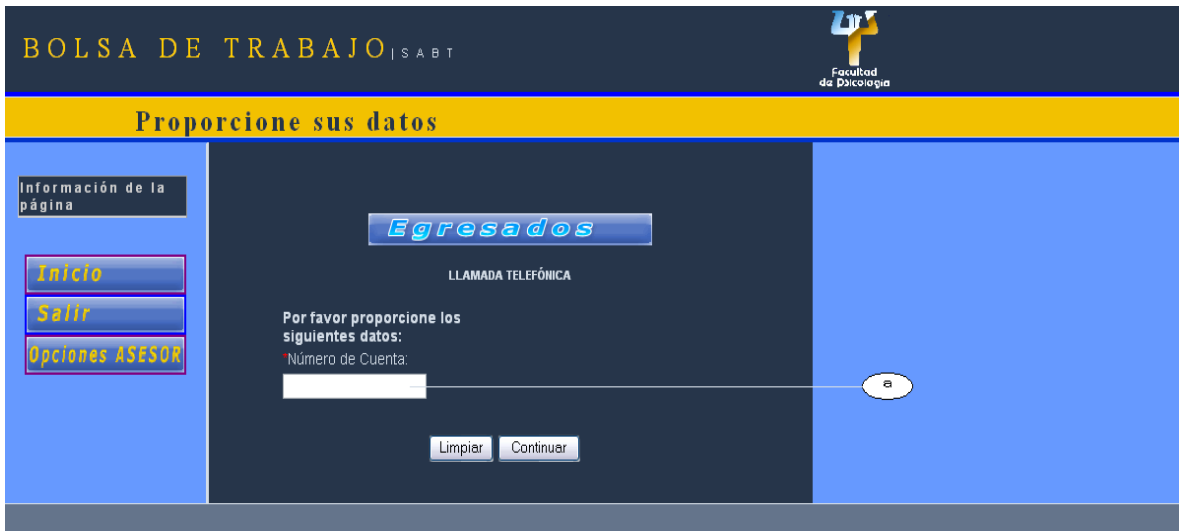 BOLSA DE TRABAJO|SABT
Facultad
de Psicología
Proporcione sus datos
Información de la
página
Inicio
Salir
Opciones ASESOR
Egresados
LLAMADA TELEFÓNICA
Por favor proporcione los
siguientes datos:
*Número de Cuenta:
a
Limpiar Continuar